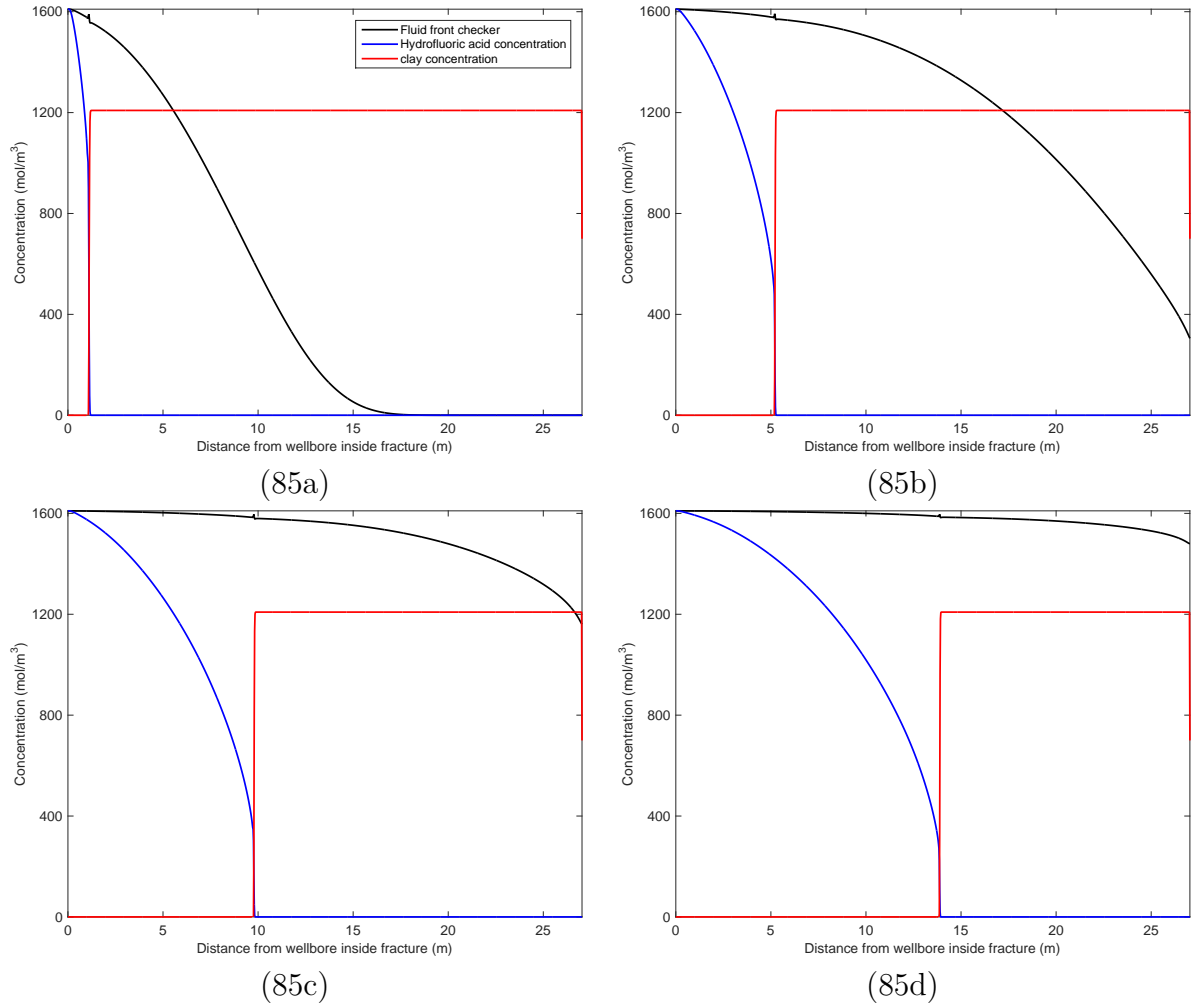 1600
1200
800
400
0
Concentration (mol/m³)
Fluid front checker
Hydrofluoric acid concentration
clay concentration
0 5 10 15 20 25
Distance from wellbore inside fracture (m)
(85a)
1600
1200
800
400
0
Concentration (mol/m³)
0 5 10 15 20 25
Distance from wellbore inside fracture (m)
(85b)
1600
1200
800
400
0
Concentration (mol/m³)
0 5 10 15 20 25
Distance from wellbore inside fracture (m)
(85c)
1600
1200
800
400
0
Concentration (mol/m³)
0 5 10 15 20 25
Distance from wellbore inside fracture (m)
(85d)